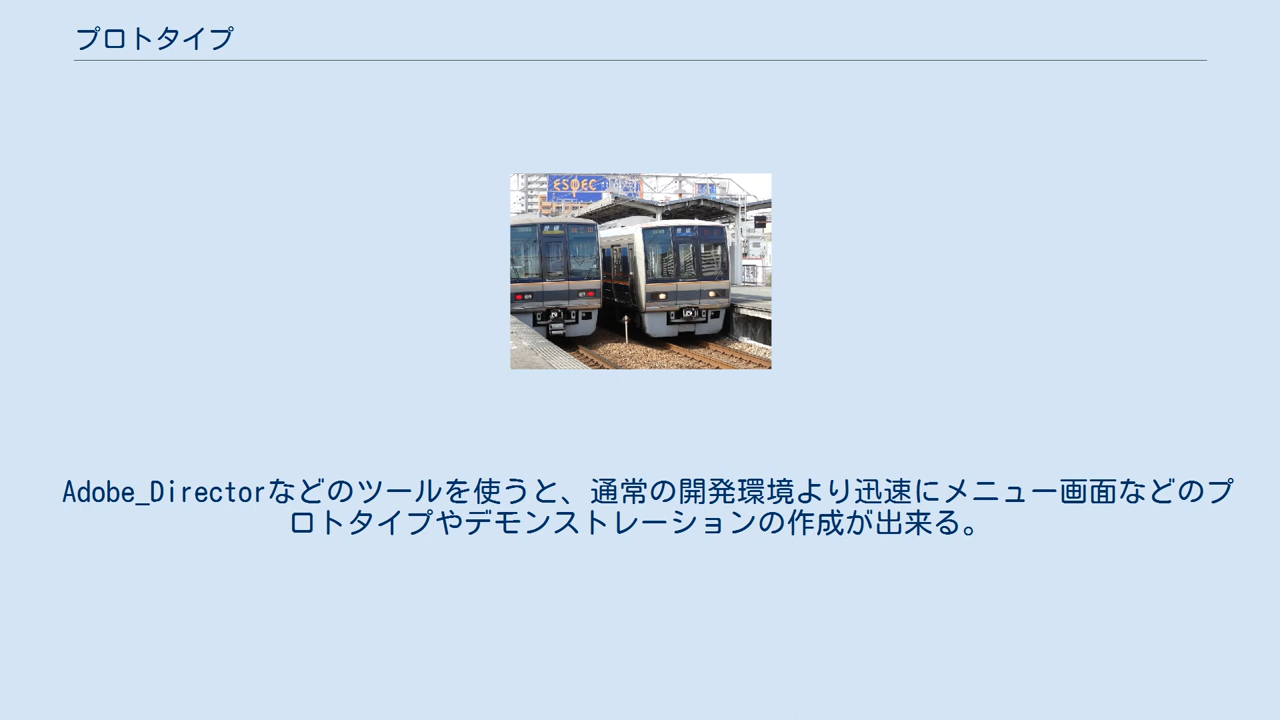 プロトタイプ
ESPEC
Adobe_Directorなどのツールを使うと、通常の開発環境より迅速にメニュー画面などのプ
ロトタイプやデモンストレーションの作成が出来る。